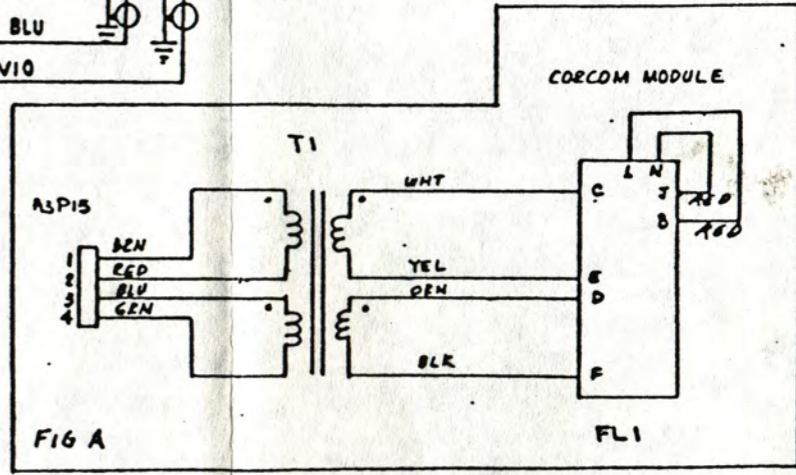 BLU
VIO
CORCOM MODULE
T1
L N
WHT
C
J RED
A3P15
B RED
1 BRN
2 RED
YEL
E
3 BLU
ORN
D
4 GRN
BLK
F
FIG A
FL1